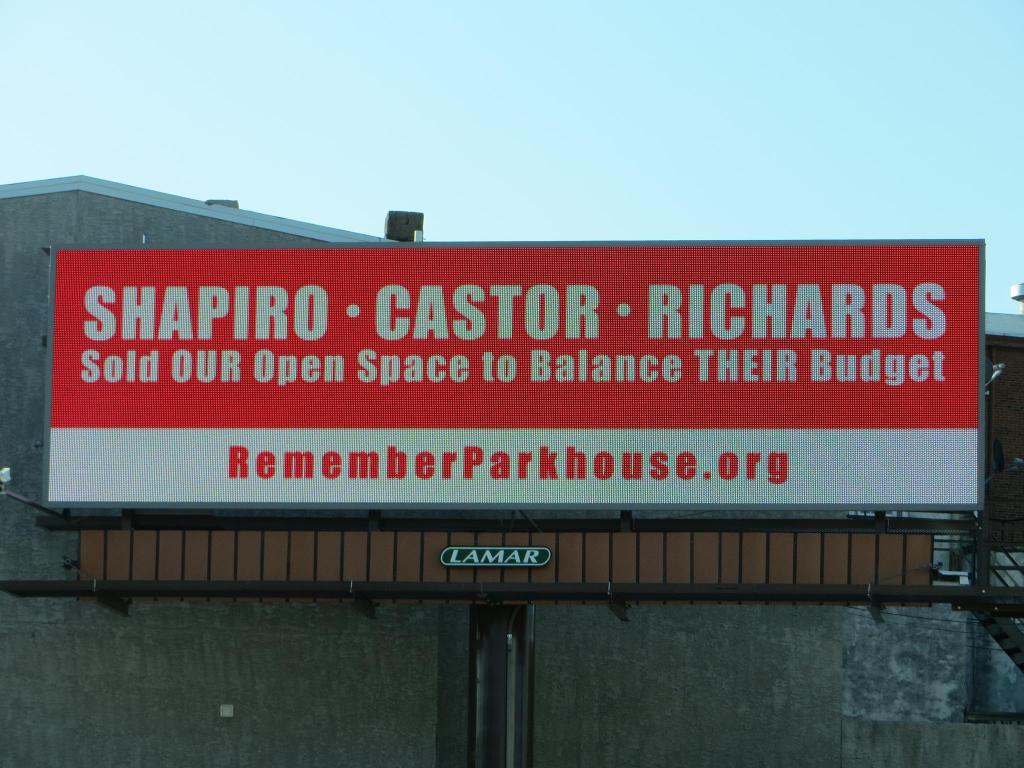 SHAPIRO • CASTOR • RICHARDS
Sold OUR Open Space to Balance THEIR Budget
RememberParkhouse.org
LAMAR